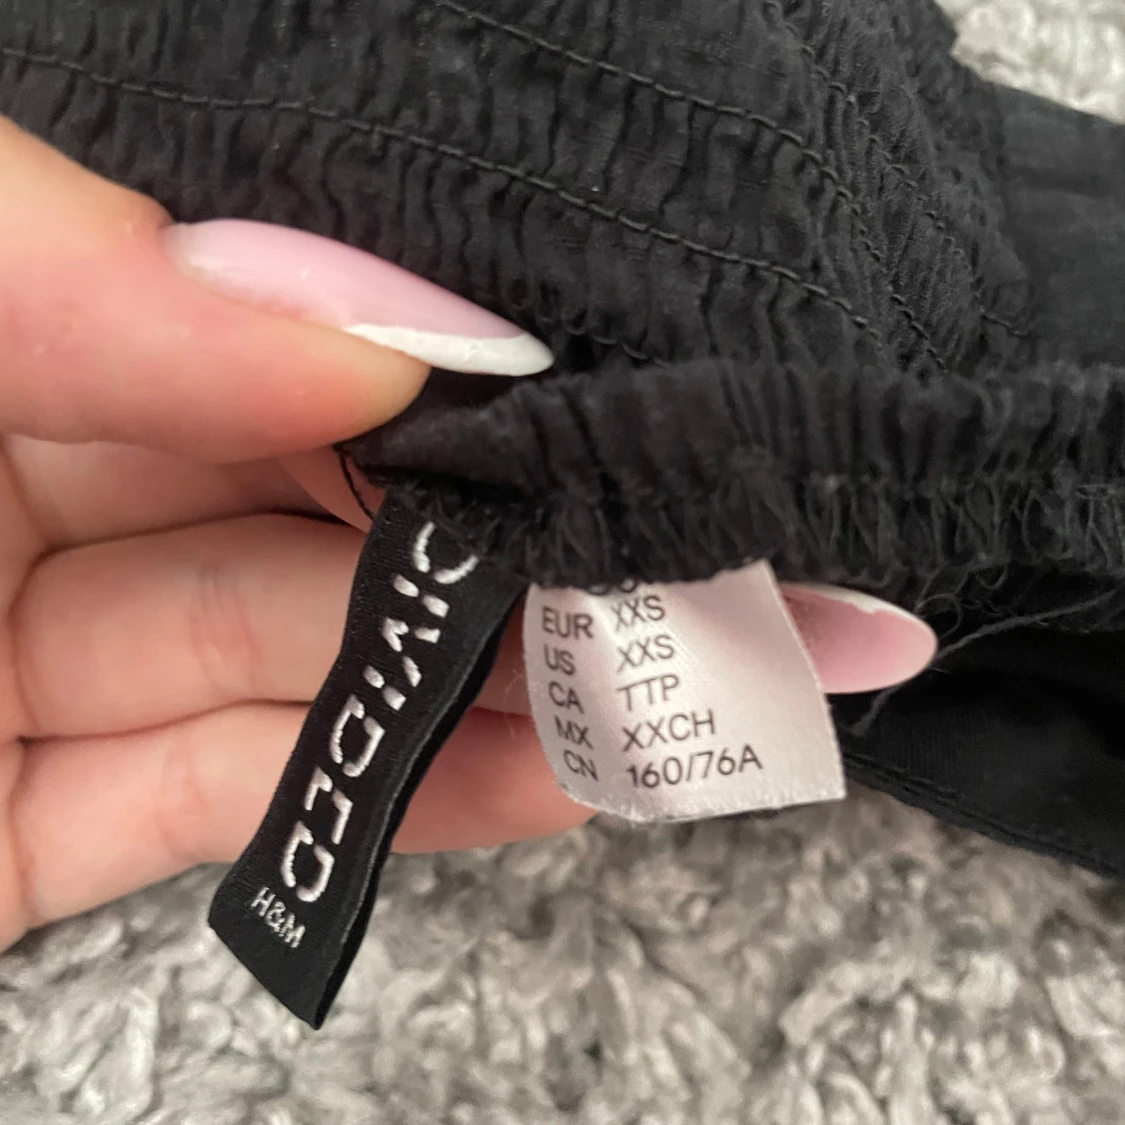 DIVIDED
H&M
EUR XXS
US XXS
CA TTP
MX XXCH
CN 160/76A